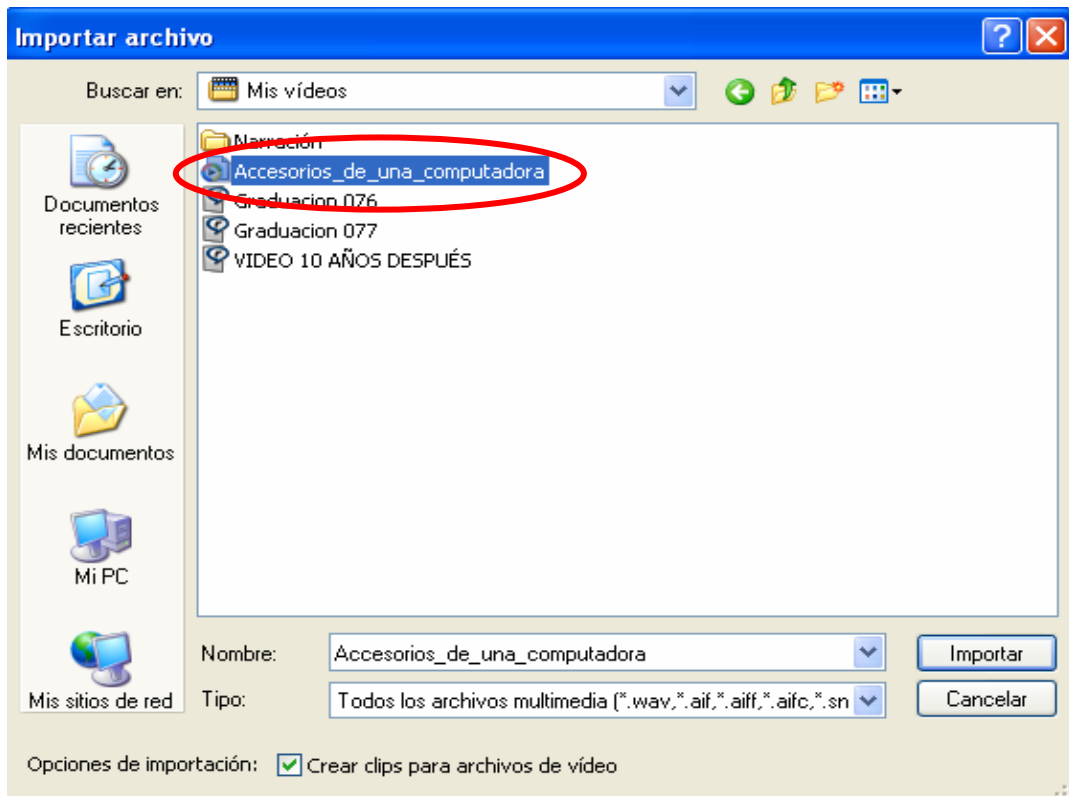 Importar archivo
Buscar en: Mis vídeos
Narración
Accesorios_de_una_computadora
Graduacion 076
Graduacion 077
VIDEO 10 AÑOS DESPUÉS
Documentos
recientes
Escritorio
Mis documentos
Mi PC
Mis sitios de red
Nombre: Accesorios_de_una_computadora Importar
Tipo: Todos los archivos multimedia (*.wav,*.aif,*.aiff,*.aifc,*.sn Cancelar
Opciones de importación: Crear clips para archivos de vídeo